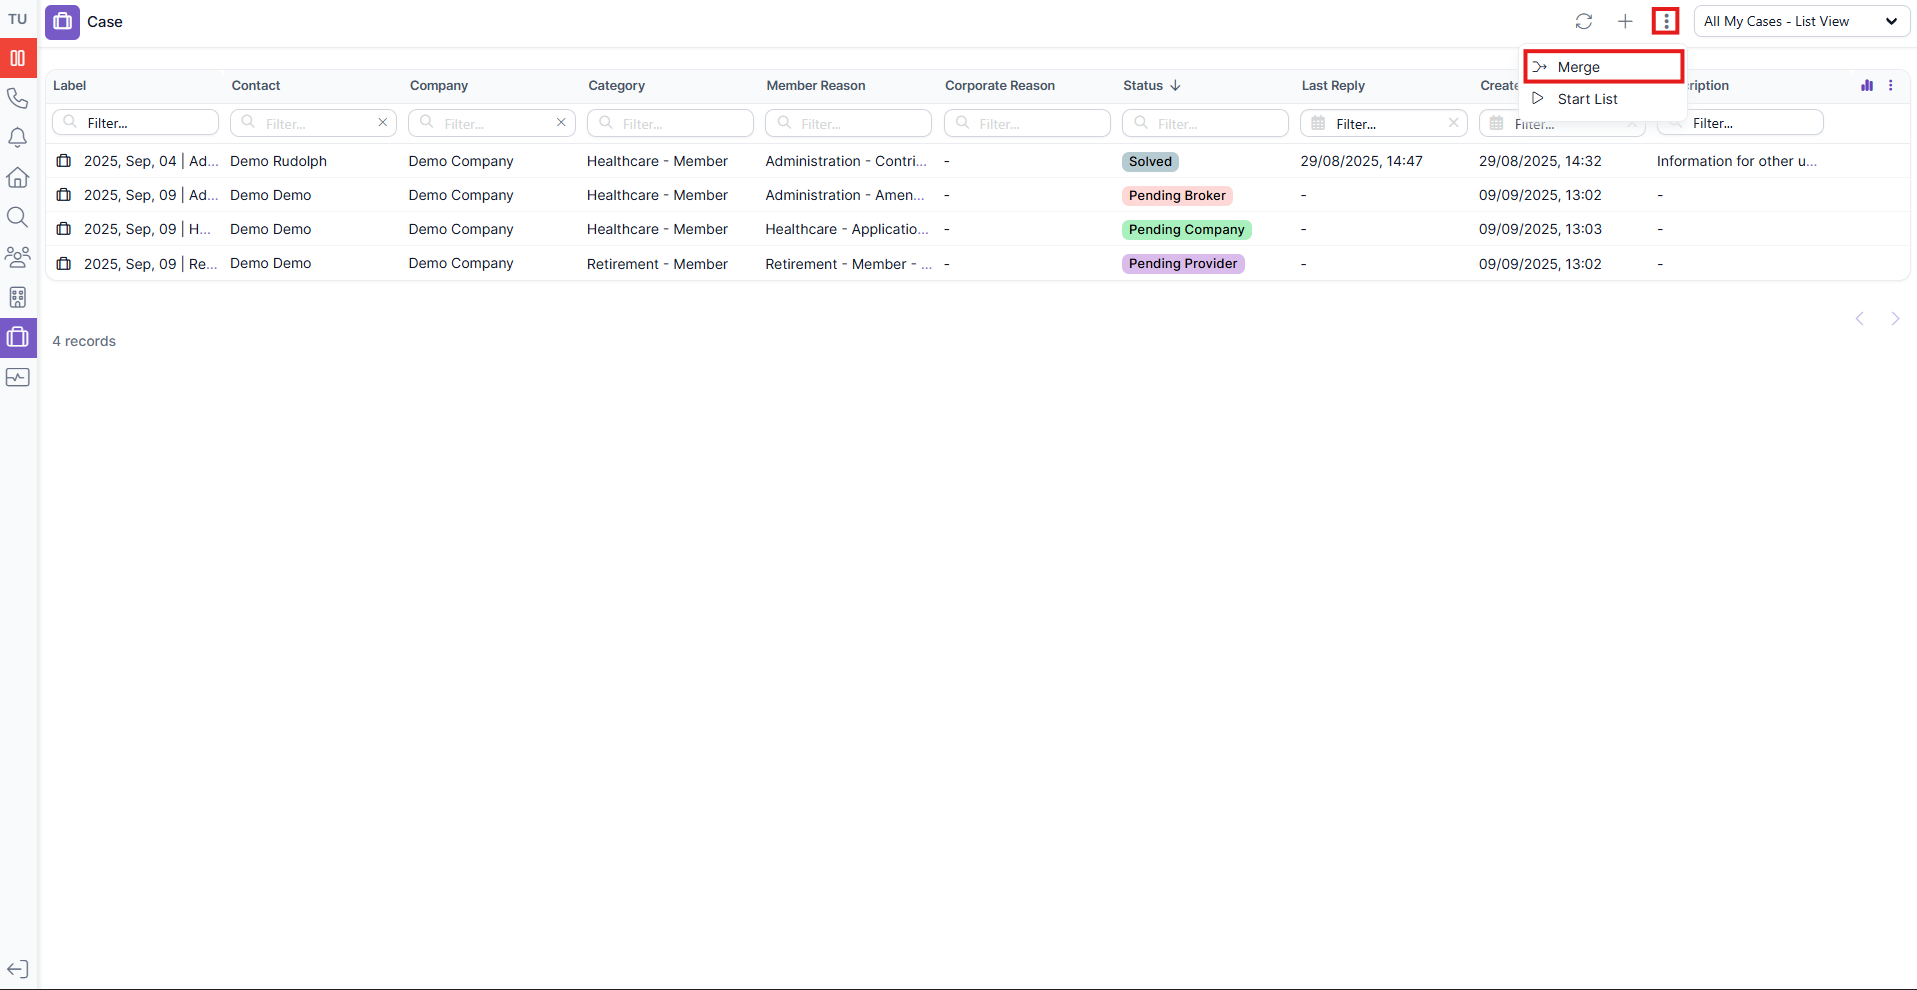 TU
Case
All My Cases - List View
Merge
Start List
Label Contact Company Category Member Reason Corporate Reason Status Last Reply Create ription
Filter... Filter... Filter... Filter... Filter... Filter... Filter... Filter... Filter... Filter...
2025, Sep, 04 | Ad... Demo Rudolph Demo Company Healthcare - Member Administration - Contri... - Solved 29/08/2025, 14:47 29/08/2025, 14:32 Information for other u...
2025, Sep, 09 | Ad... Demo Demo Demo Company Healthcare - Member Administration - Amen... - Pending Broker - 09/09/2025, 13:02 -
2025, Sep, 09 | H... Demo Demo Demo Company Healthcare - Member Healthcare - Applicatio... - Pending Company - 09/09/2025, 13:03 -
2025, Sep, 09 | Re... Demo Demo Demo Company Retirement - Member Retirement - Member - ... - Pending Provider - 09/09/2025, 13:02 -
4 records